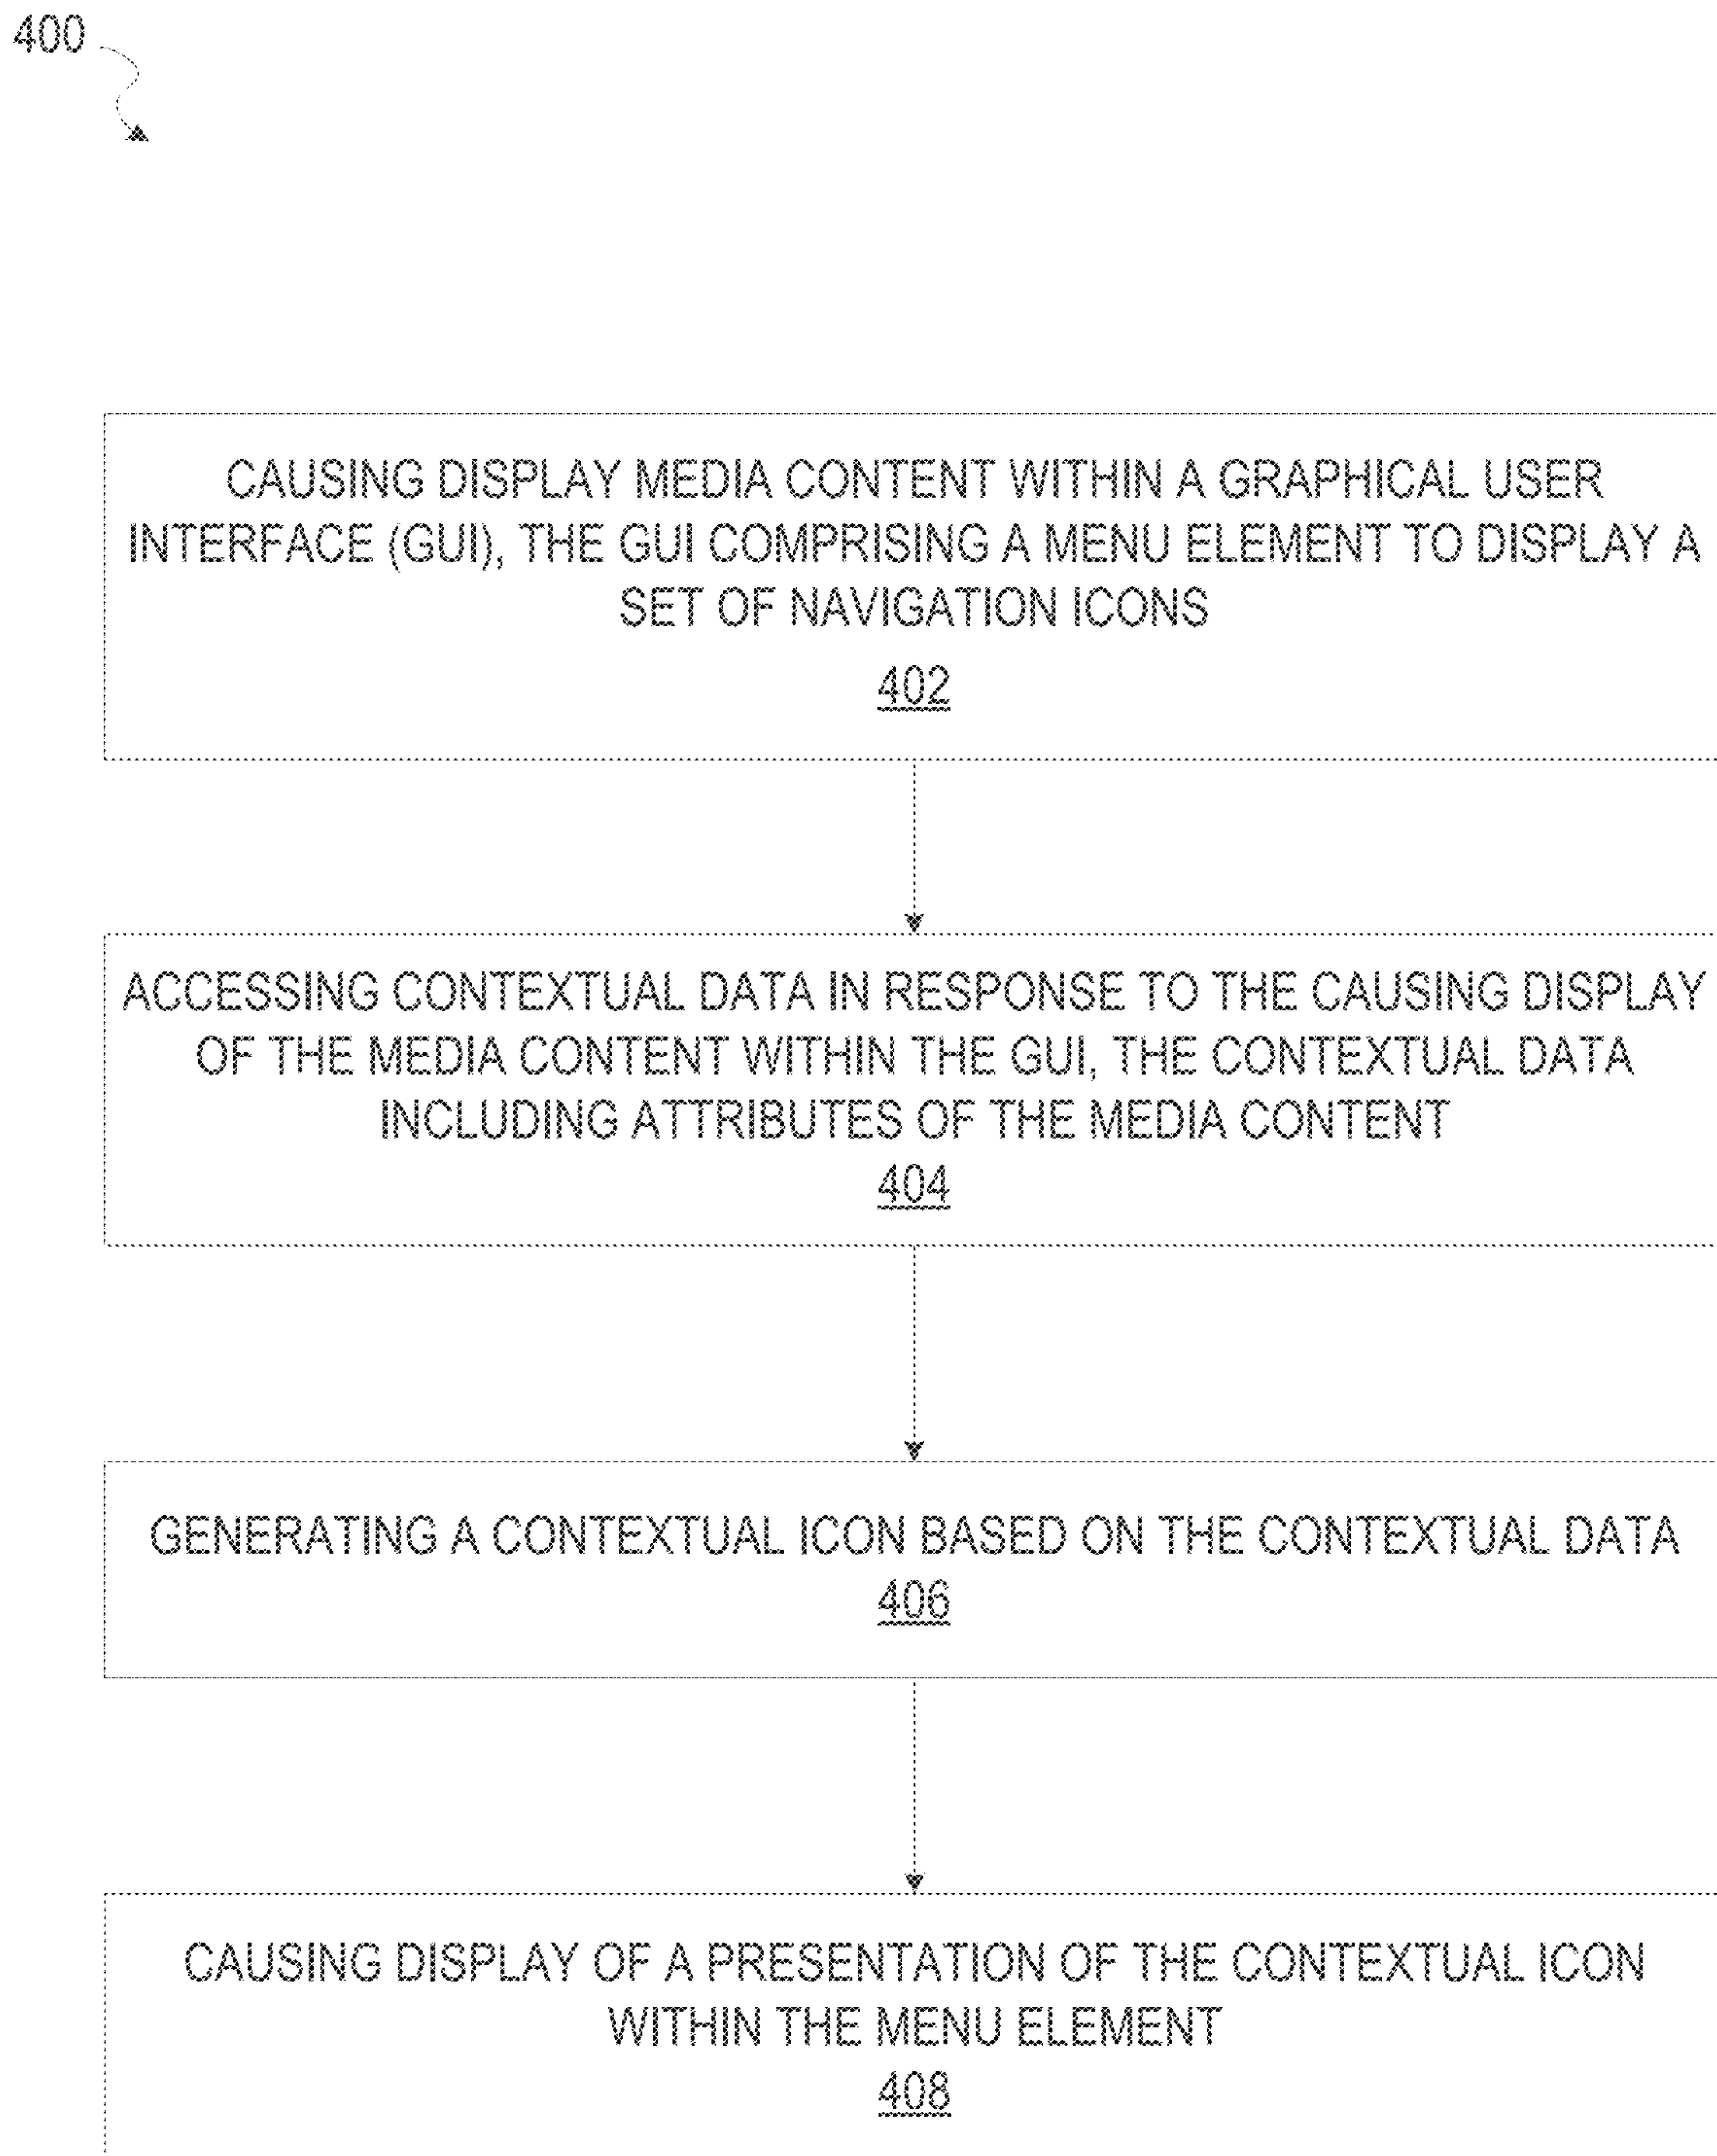 400
CAUSING DISPLAY MEDIA CONTENT WITHIN A GRAPHICAL USER
INTERFACE (GUI), THE GUI COMPRISING A MENU ELEMENT TO DISPLAY A
SET OF NAVIGATION ICONS
402
ACCESSING CONTEXTUAL DATA IN RESPONSE TO THE CAUSING DISPLAY
OF THE MEDIA CONTENT WITHIN THE GUI, THE CONTEXTUAL DATA
INCLUDING ATTRIBUTES OF THE MEDIA CONTENT
404
GENERATING A CONTEXTUAL ICON BASED ON THE CONTEXTUAL DATA
406
CAUSING DISPLAY OF A PRESENTATION OF THE CONTEXTUAL ICON
WITHIN THE MENU ELEMENT
408